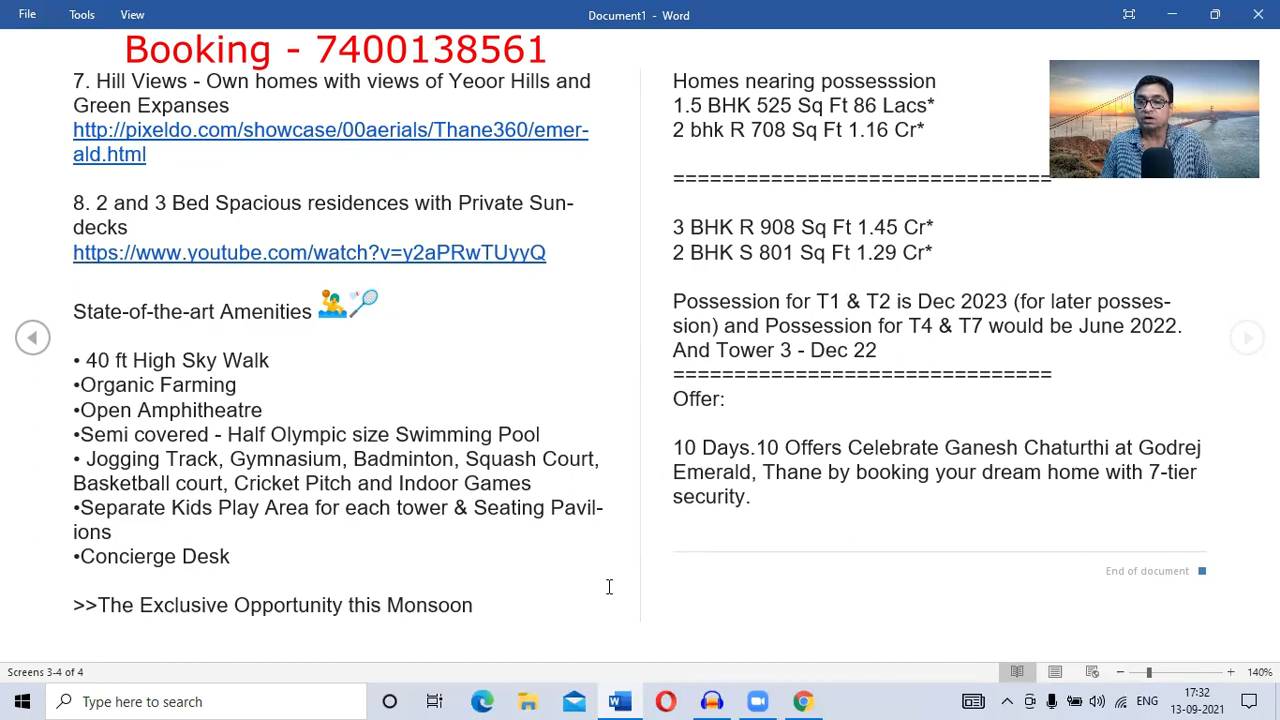 File Tools View Document1 - Word
Booking - 7400138561
7. Hill Views - Own homes with views of Yeoor Hills and
Green Expanses
http://pixeldo.com/showcase/00aerials/Thane360/emer-
ald.html
8. 2 and 3 Bed Spacious residences with Private Sun-
decks
https://www.youtube.com/watch?v=y2aPRwTUyyQ
State-of-the-art Amenities 🤽‍♂️🏸
• 40 ft High Sky Walk
•Organic Farming
•Open Amphitheatre
•Semi covered - Half Olympic size Swimming Pool
• Jogging Track, Gymnasium, Badminton, Squash Court,
Basketball court, Cricket Pitch and Indoor Games
•Separate Kids Play Area for each tower & Seating Pavil-
ions
•Concierge Desk
>>The Exclusive Opportunity this Monsoon
Homes nearing possesssion
1.5 BHK 525 Sq Ft 86 Lacs*
2 bhk R 708 Sq Ft 1.16 Cr*
===============================
3 BHK R 908 Sq Ft 1.45 Cr*
2 BHK S 801 Sq Ft 1.29 Cr*
Possession for T1 & T2 is Dec 2023 (for later posses-
sion) and Possession for T4 & T7 would be June 2022.
And Tower 3 - Dec 22
===============================
Offer:
10 Days.10 Offers Celebrate Ganesh Chaturthi at Godrej
Emerald, Thane by booking your dream home with 7-tier
security.
End of document
Screens 3-4 of 4
140%
Type here to search
ENG
17:32
13-09-2021